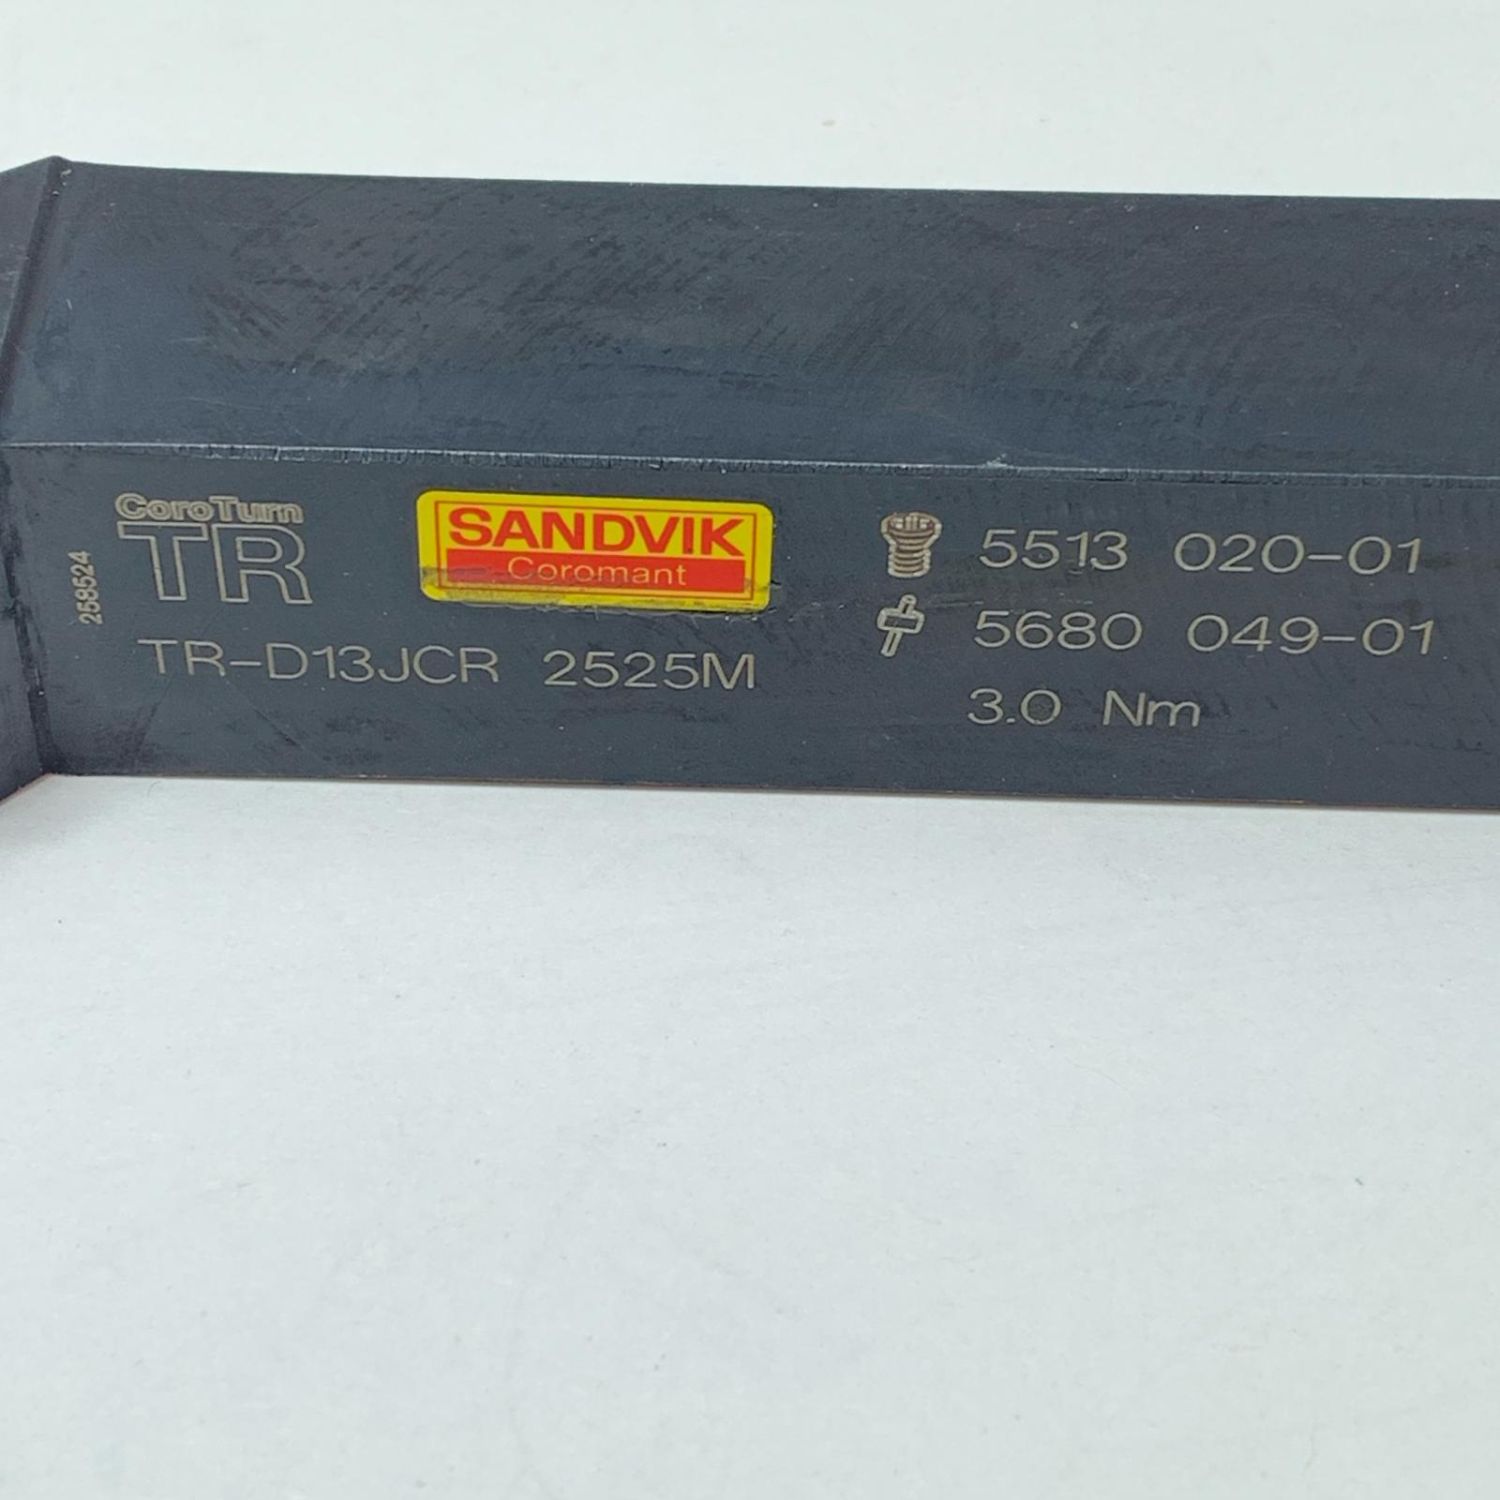 CoroTurn
TR
258524
TR-D13JCR 2525M
SANDVIK
Coromant
5513 020-01
5680 049-01
3.0 Nm